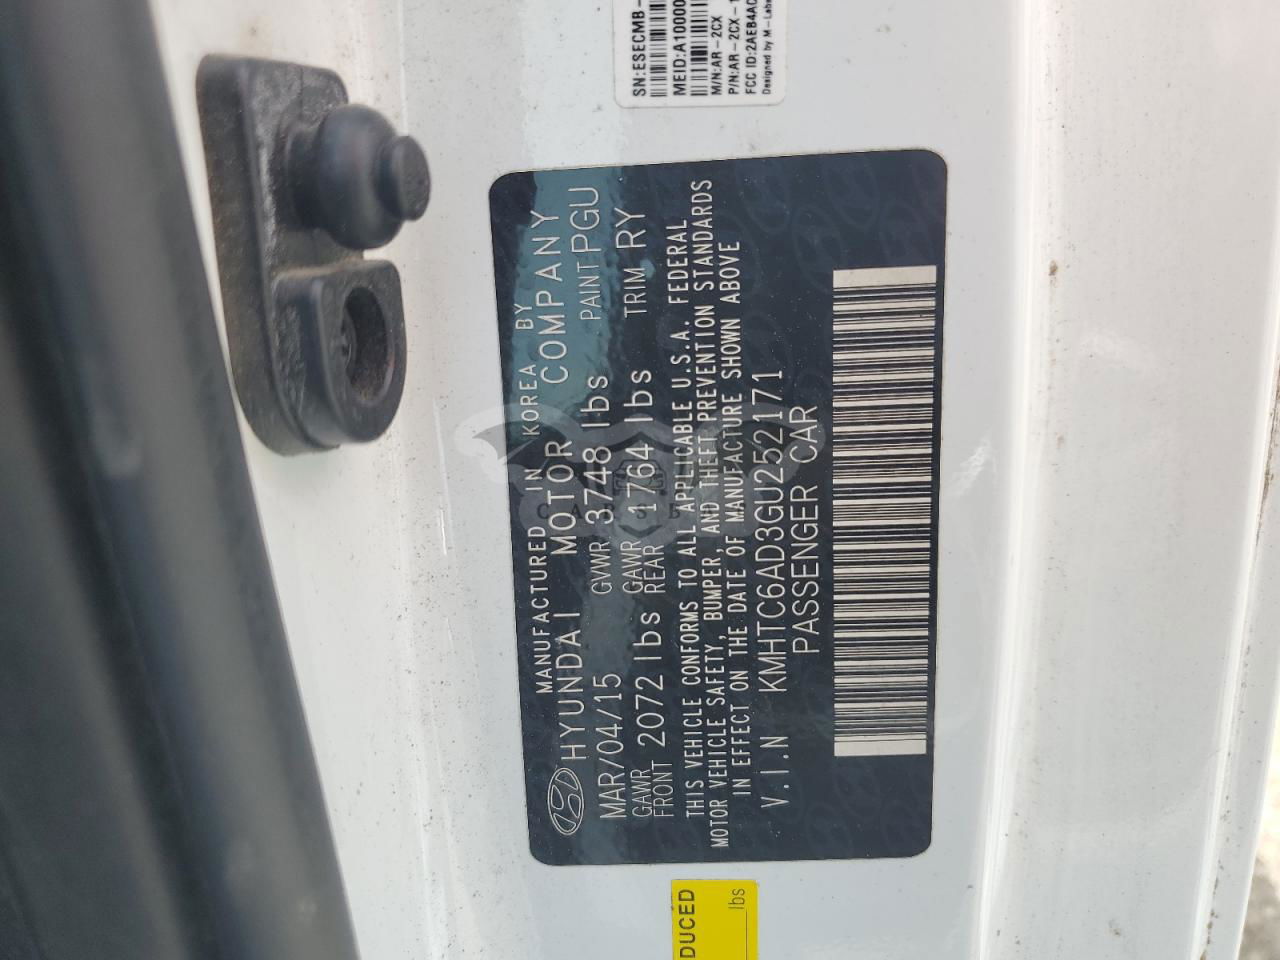 MANUFACTURED IN KOREA BY
HYUNDAI MOTOR COMPANY
MAR/04/15 GVWR 3748 lbs PAINT PGU
GAWR FRONT 2072 lbs GAWR REAR 1764 lbs TRIM RY
THIS VEHICLE CONFORMS TO ALL APPLICABLE U.S.A. FEDERAL
MOTOR VEHICLE SAFETY, BUMPER, AND THEFT PREVENTION STANDARDS
IN EFFECT ON THE DATE OF MANUFACTURE SHOWN ABOVE
V.I.N KMHTC6AD3GU252171
PASSENGER CAR
SN:ESECMB-
MEID:A10000
M/N:AR-2CX
P/N:AR-2CX-1
FCC ID:2AEB4AC
Designed by M-Labs
DUCED
lbs